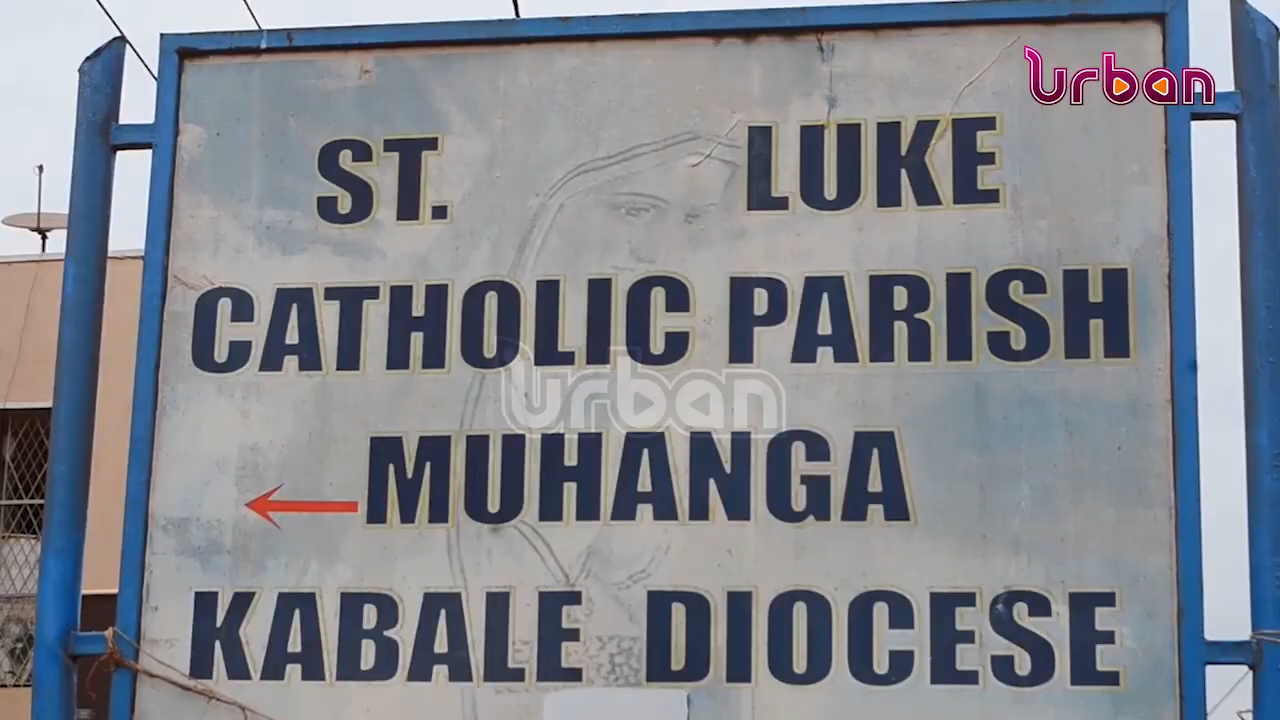 Urban
ST. LUKE
CATHOLIC PARISH
Urban
MUHANGA
KABALE DIOCESE